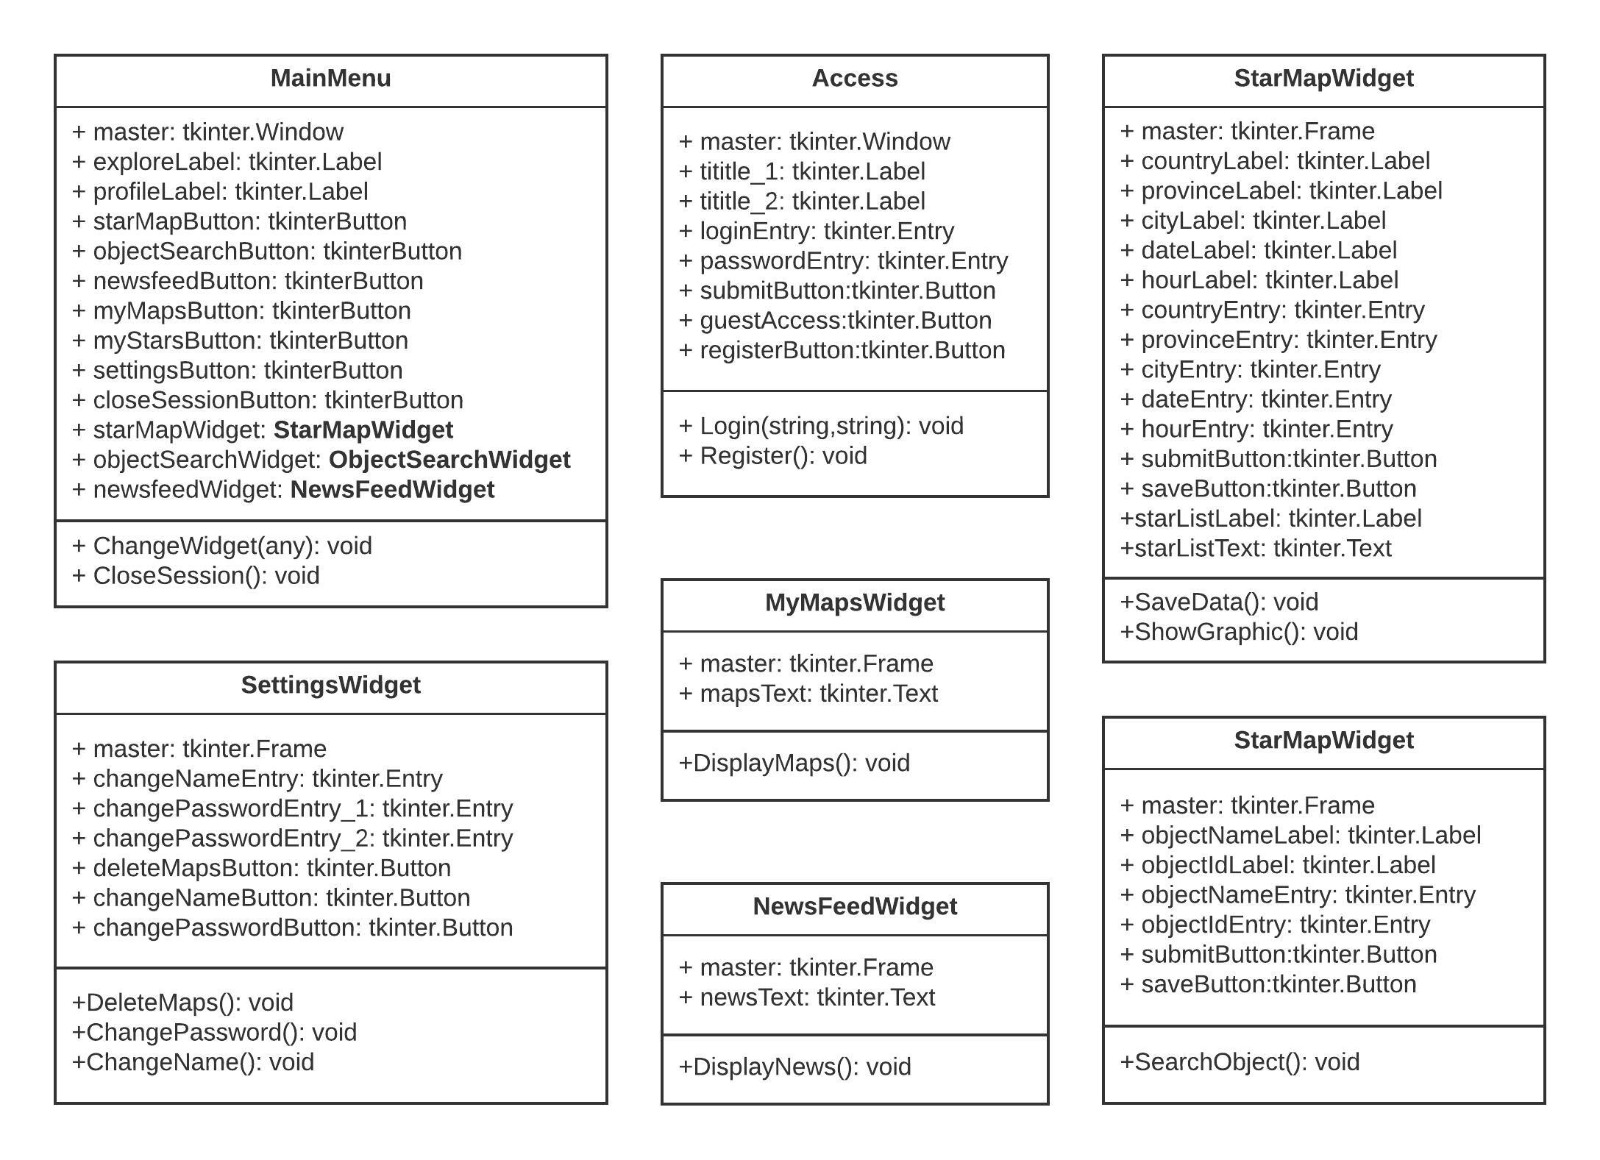 MainMenu
+ master: tkinter.Window
+ exploreLabel: tkinter.Label
+ profileLabel: tkinter.Label
+ starMapButton: tkinterButton
+ objectSearchButton: tkinterButton
+ newsfeedButton: tkinterButton
+ myMapsButton: tkinterButton
+ myStarsButton: tkinterButton
+ settingsButton: tkinterButton
+ closeSessionButton: tkinterButton
+ starMapWidget: StarMapWidget
+ objectSearchWidget: ObjectSearchWidget
+ newsfeedWidget: NewsFeedWidget
+ ChangeWidget(any): void
+ CloseSession(): void
SettingsWidget
+ master: tkinter.Frame
+ changeNameEntry: tkinter.Entry
+ changePasswordEntry_1: tkinter.Entry
+ changePasswordEntry_2: tkinter.Entry
+ deleteMapsButton: tkinter.Button
+ changeNameButton: tkinter.Button
+ changePasswordButton: tkinter.Button
+DeleteMaps(): void
+ChangePassword(): void
+ChangeName(): void
Access
+ master: tkinter.Window
+ tititle_1: tkinter.Label
+ tititle_2: tkinter.Label
+ loginEntry: tkinter.Entry
+ passwordEntry: tkinter.Entry
+ submitButton:tkinter.Button
+ guestAccess:tkinter.Button
+ registerButton:tkinter.Button
+ Login(string,string): void
+ Register(): void
MyMapsWidget
+ master: tkinter.Frame
+ mapsText: tkinter.Text
+DisplayMaps(): void
NewsFeedWidget
+ master: tkinter.Frame
+ newsText: tkinter.Text
+DisplayNews(): void
StarMapWidget
+ master: tkinter.Frame
+ countryLabel: tkinter.Label
+ provinceLabel: tkinter.Label
+ cityLabel: tkinter.Label
+ dateLabel: tkinter.Label
+ hourLabel: tkinter.Label
+ countryEntry: tkinter.Entry
+ provinceEntry: tkinter.Entry
+ cityEntry: tkinter.Entry
+ dateEntry: tkinter.Entry
+ hourEntry: tkinter.Entry
+ submitButton:tkinter.Button
+ saveButton:tkinter.Button
+starListLabel: tkinter.Label
+starListText: tkinter.Text
+SaveData(): void
+ShowGraphic(): void
StarMapWidget
+ master: tkinter.Frame
+ objectNameLabel: tkinter.Label
+ objectIdLabel: tkinter.Label
+ objectNameEntry: tkinter.Entry
+ objectIdEntry: tkinter.Entry
+ submitButton:tkinter.Button
+ saveButton:tkinter.Button
+SearchObject(): void